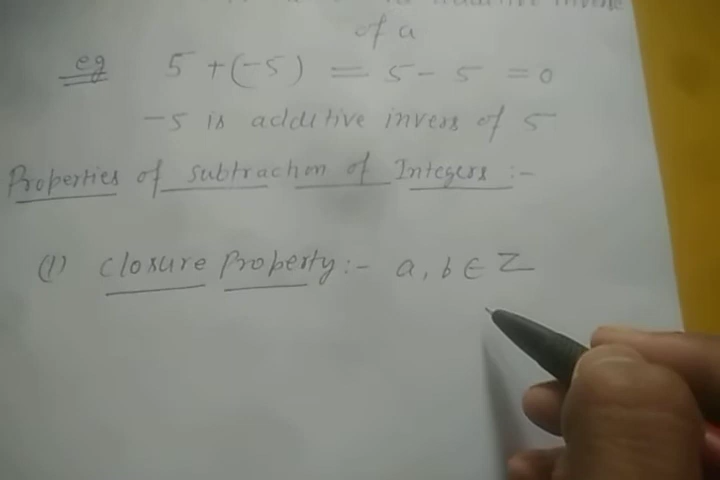 of a
eg 5 + (-5) = 5 - 5 = 0
-5 is additive invers of 5
Properties of subtraction of Integers :-
(1) Closure Property :- a, b ∈ Z